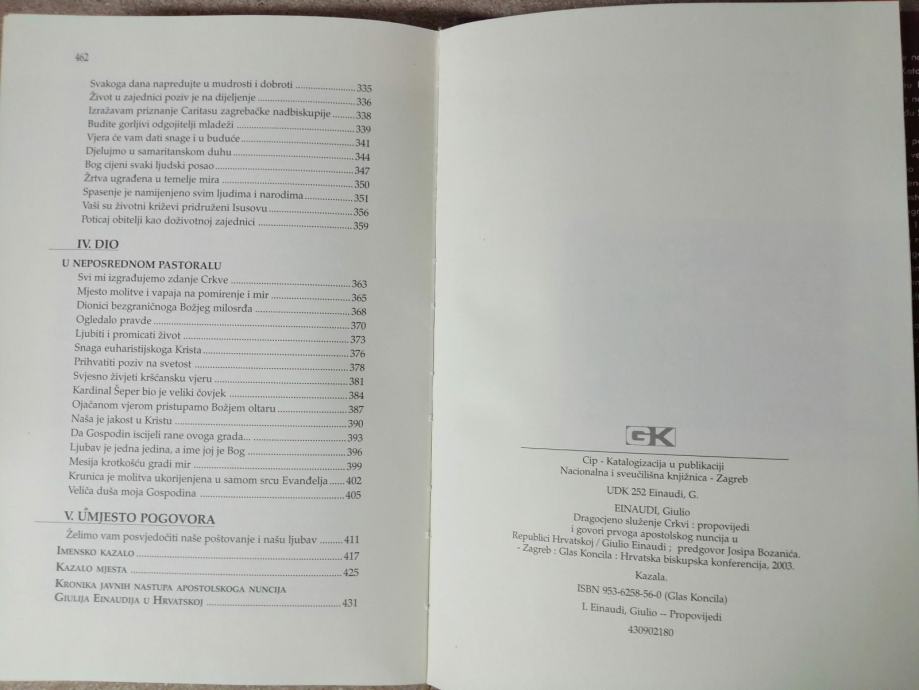 462
Svakoga dana napredujte u mudrosti i dobroti ........ 335
Život u zajednici poziv je na dijeljenje ........ 336
Izražavam priznanje Caritasu zagrebačke nadbiskupije ........ 338
Budite gorljivi odgojitelji mladeži ........ 339
Vjera će vam dati snage i u buduće ........ 341
Djelujmo u samaritanskom duhu ........ 344
Bog cijeni svaki ljudski posao ........ 347
Žrtva ugrađena u temelje mira ........ 350
Spasenje je namijenjeno svim ljudima i narodima ........ 351
Vaši su životni križevi pridruženi Isusovu ........ 356
Poticaj obitelji kao doživotnoj zajednici ........ 359
IV. DIO
U NEPOSREDNOM PASTORALU
Svi mi izgrađujemo zdanje Crkve ........ 363
Mjesto molitve i vapaja na pomirenje i mir ........ 365
Dionici bezgraničnoga Božjeg milosrđa ........ 368
Ogledalo pravde ........ 370
Ljubiti i promicati život ........ 373
Snaga euharistijskoga Krista ........ 376
Prihvatiti poziv na svetost ........ 378
Svjesno živjeti kršćansku vjeru ........ 381
Kardinal Šeper bio je veliki čovjek ........ 384
Ojačanom vjerom pristupamo Božjem oltaru ........ 387
Naša je jakost u Kristu ........ 390
Da Gospodin iscijeli rane ovoga grada... ........ 393
Ljubav je jedna jedina, a ime joj je Bog ........ 396
Mesija krotkošću gradi mir ........ 399
Krunica je molitva ukorijenjena u samom srcu Evanđelja ...... 402
Veliča duša moja Gospodina ........ 405
V. UMJESTO POGOVORA
Želimo vam posvjedočiti naše poštovanje i našu ljubav ........ 411
IMENSKO KAZALO ........ 417
KAZALO MJESTA ........ 425
KRONIKA JAVNIH NASTUPA APOSTOLSKOGA NUNCIJA
GIULIJA EINAUDIJA U HRVATSKOJ ........ 431
GK
Cip - Katalogizacija u publikaciji
Nacionalna i sveučilišna knjižnica - Zagreb
UDK 252 Einaudi, G.
EINAUDI, Giulio
Dragocjeno služenje Crkvi : propovijedi
i govori prvoga apostolskog nuncija u
Republici Hrvatskoj / Giulio Einaudi ; predgovor Josipa Bozanića.
- Zagreb : Glas Koncila : Hrvatska biskupska konferencija, 2003.
Kazala.
ISBN 953-6258-56-0 (Glas Koncila)
I. Einaudi, Giulio -- Propovijedi
430902180